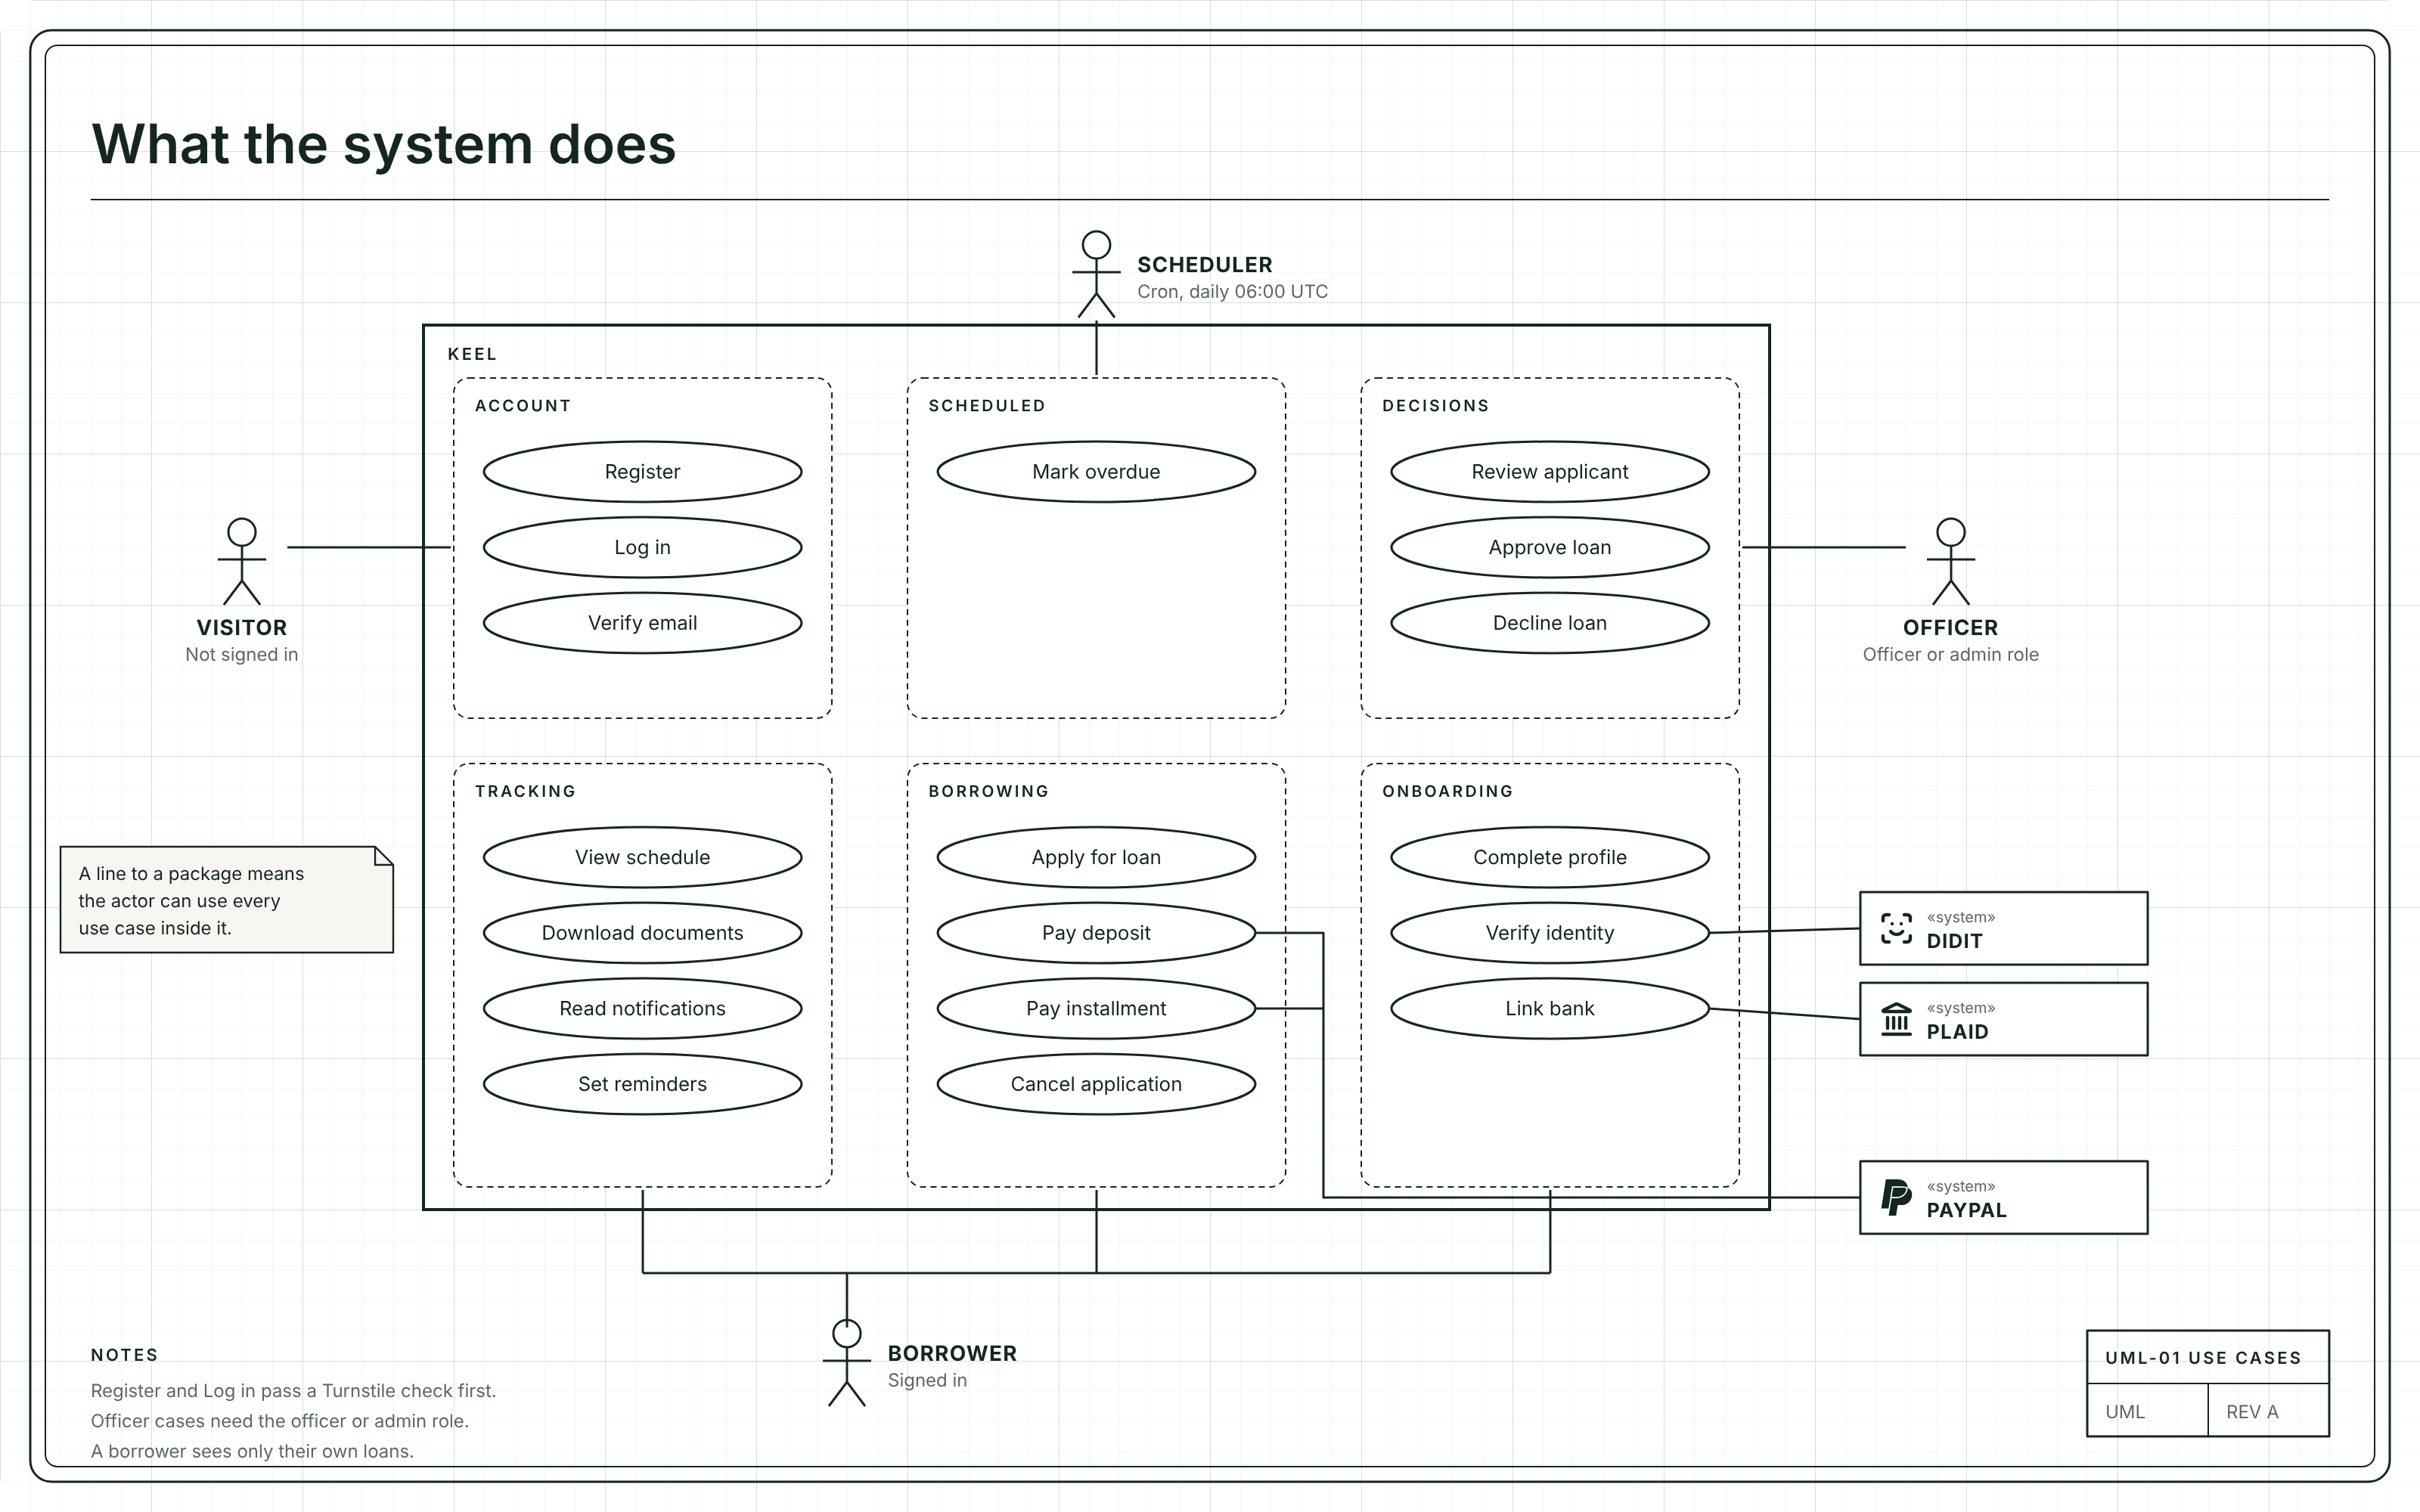 What the system does
SCHEDULER
Cron, daily 06:00 UTC
KEEL
ACCOUNT
Register
Log in
Verify email
SCHEDULED
Mark overdue
DECISIONS
Review applicant
Approve loan
Decline loan
VISITOR
Not signed in
OFFICER
Officer or admin role
TRACKING
View schedule
Download documents
Read notifications
Set reminders
BORROWING
Apply for loan
Pay deposit
Pay installment
Cancel application
ONBOARDING
Complete profile
Verify identity
Link bank
A line to a package means
the actor can use every
use case inside it.
«system»
DIDIT
«system»
PLAID
«system»
PAYPAL
BORROWER
Signed in
NOTES
Register and Log in pass a Turnstile check first.
Officer cases need the officer or admin role.
A borrower sees only their own loans.
UML-01 USE CASES
UML
REV A